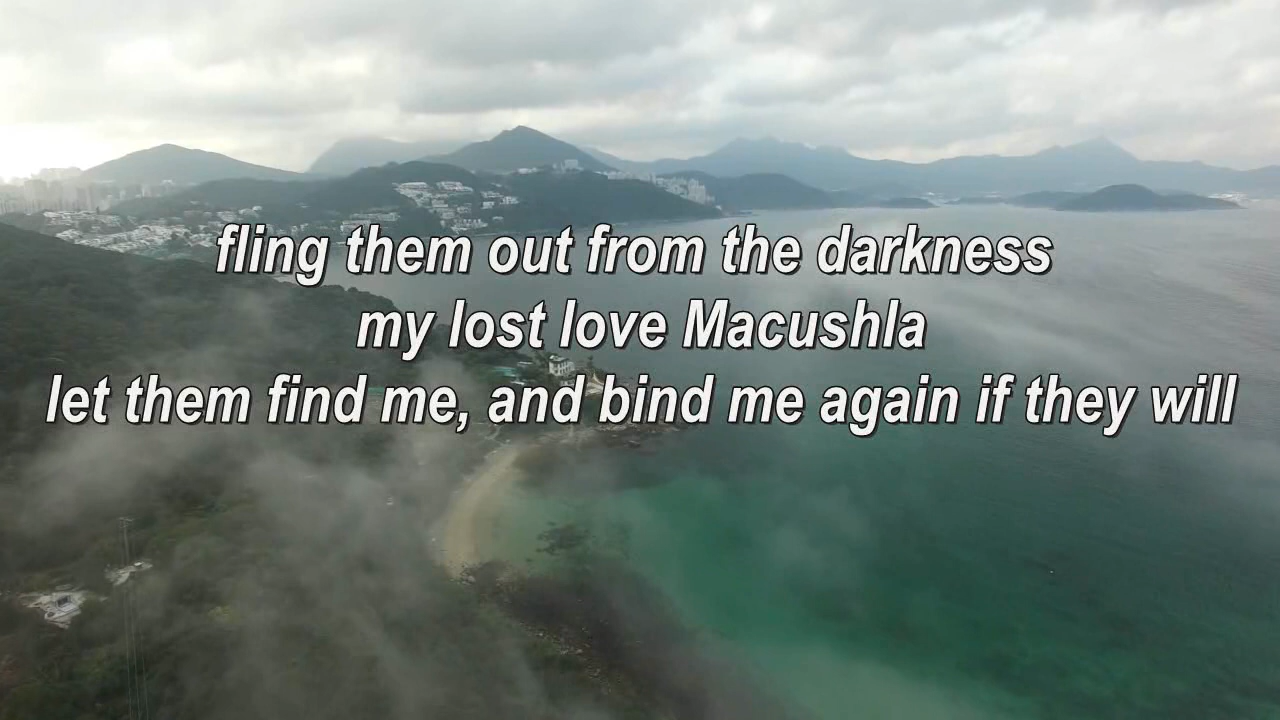 fling them out from the darkness
my lost love Macushla
let them find me, and bind me again if they will